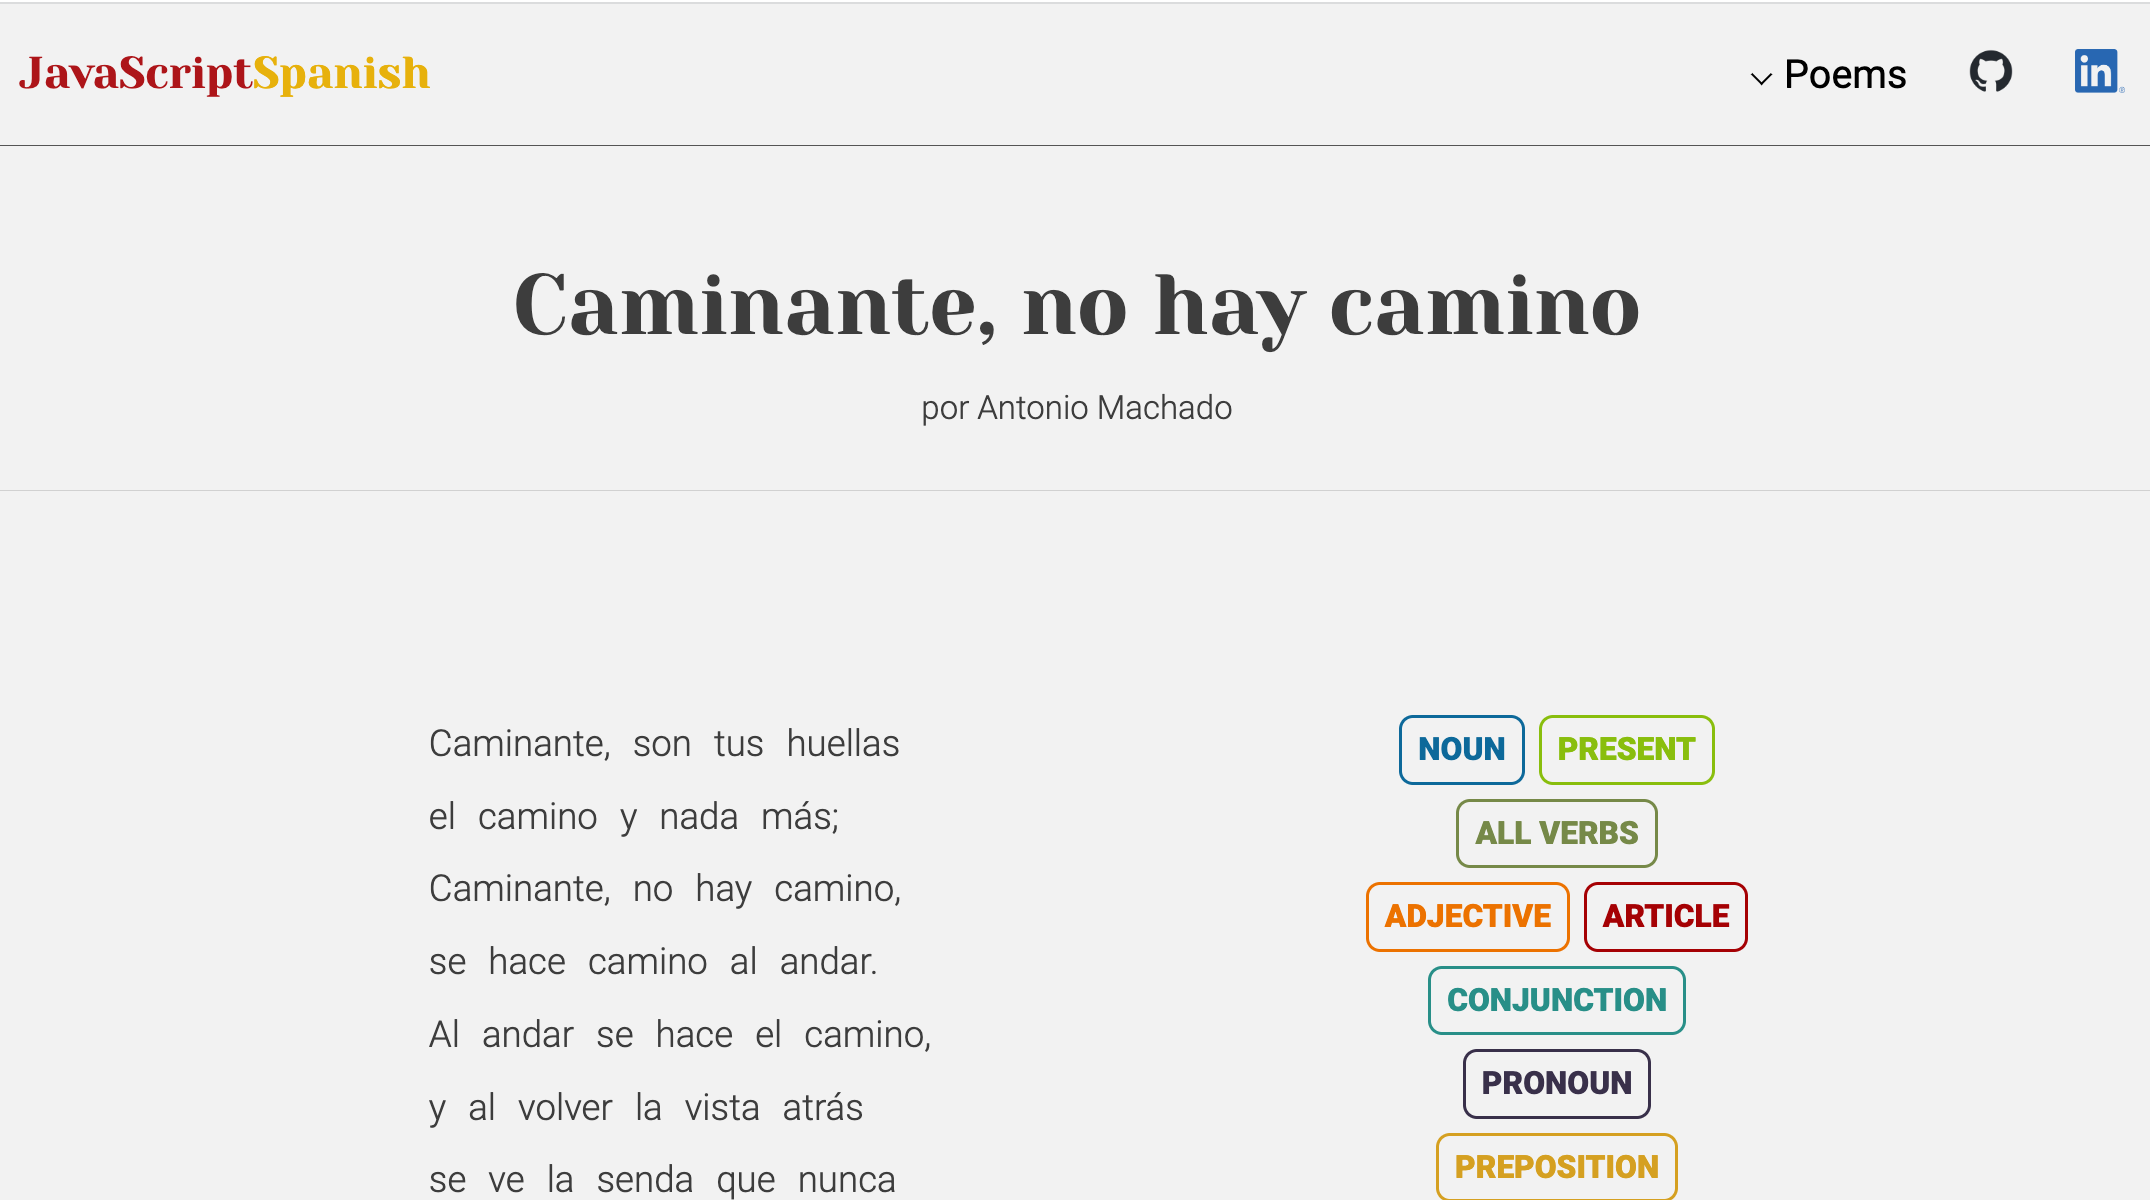 JavaScriptSpanish
Poems
in
Caminante, no hay camino
por Antonio Machado
Caminante, son tus huellas
el camino y nada más;
Caminante, no hay camino,
se hace camino al andar.
Al andar se hace el camino,
y al volver la vista atrás
se ve la senda que nunca
NOUN PRESENT
ALL VERBS
ADJECTIVE ARTICLE
CONJUNCTION
PRONOUN
PREPOSITION